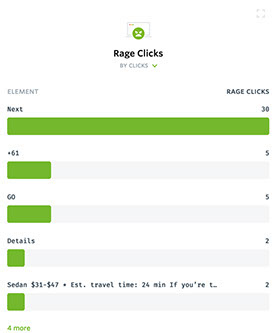 Rage Clicks
BY CLICKS
ELEMENT RAGE CLICKS
Next 30
+61 5
GO 5
Details 2
Sedan $31-$47 • Est. travel time: 24 min If you're t… 2
4 more